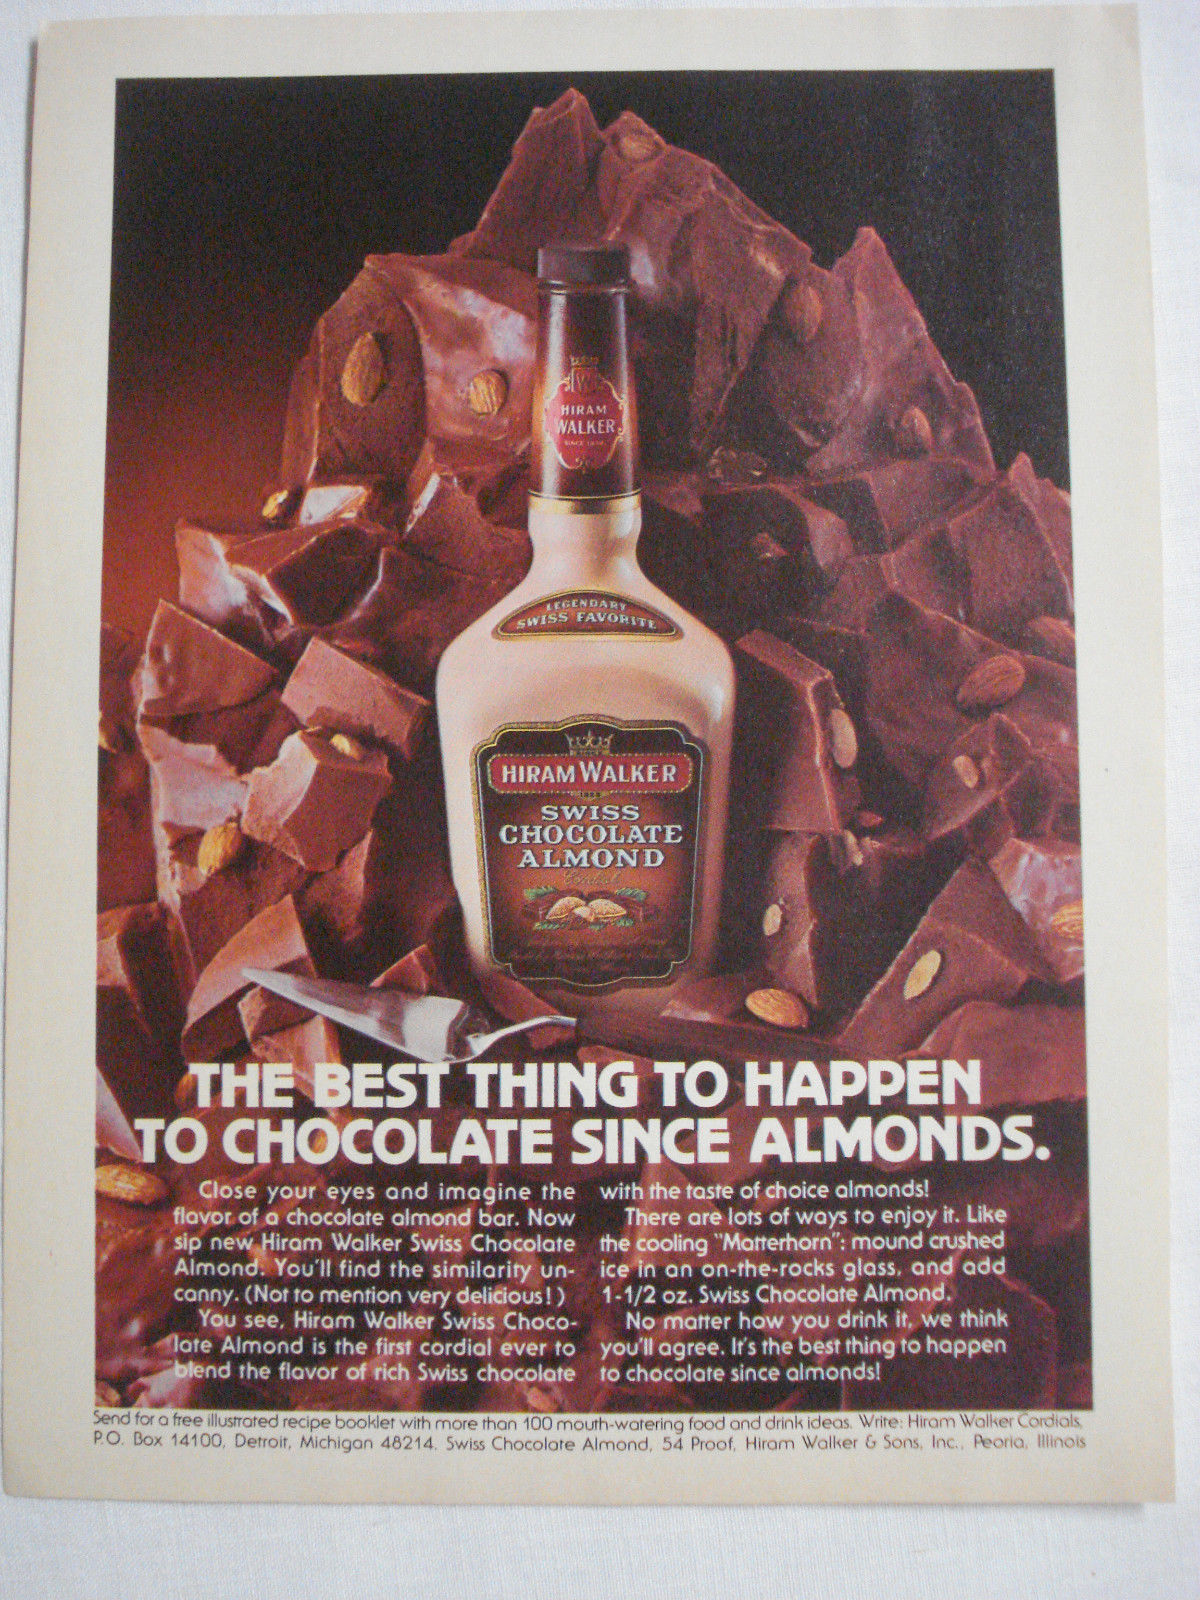 W
HIRAM
WALKER
LEGENDARY
SWISS FAVORITE
HIRAM WALKER
SWISS
CHOCOLATE
ALMOND
Cordial
THE BEST THING TO HAPPEN
TO CHOCOLATE SINCE ALMONDS.
Close your eyes and imagine the
flavor of a chocolate almond bar. Now
sip new Hiram Walker Swiss Chocolate
Almond. You'll find the similarity un-
canny. (Not to mention very delicious!)
You see, Hiram Walker Swiss Choco-
late Almond is the first cordial ever to
blend the flavor of rich Swiss chocolate
with the taste of choice almonds!
There are lots of ways to enjoy it. Like
the cooling "Matterhorn": mound crushed
ice in an on-the-rocks glass, and add
1-1/2 oz. Swiss Chocolate Almond.
No matter how you drink it, we think
you'll agree. It's the best thing to happen
to chocolate since almonds!
Send for a free illustrated recipe booklet with more than 100 mouth-watering food and drink ideas. Write: Hiram Walker Cordials,
P.O. Box 14100, Detroit, Michigan 48214. Swiss Chocolate Almond, 54 Proof, Hiram Walker & Sons, Inc., Peoria, Illinois